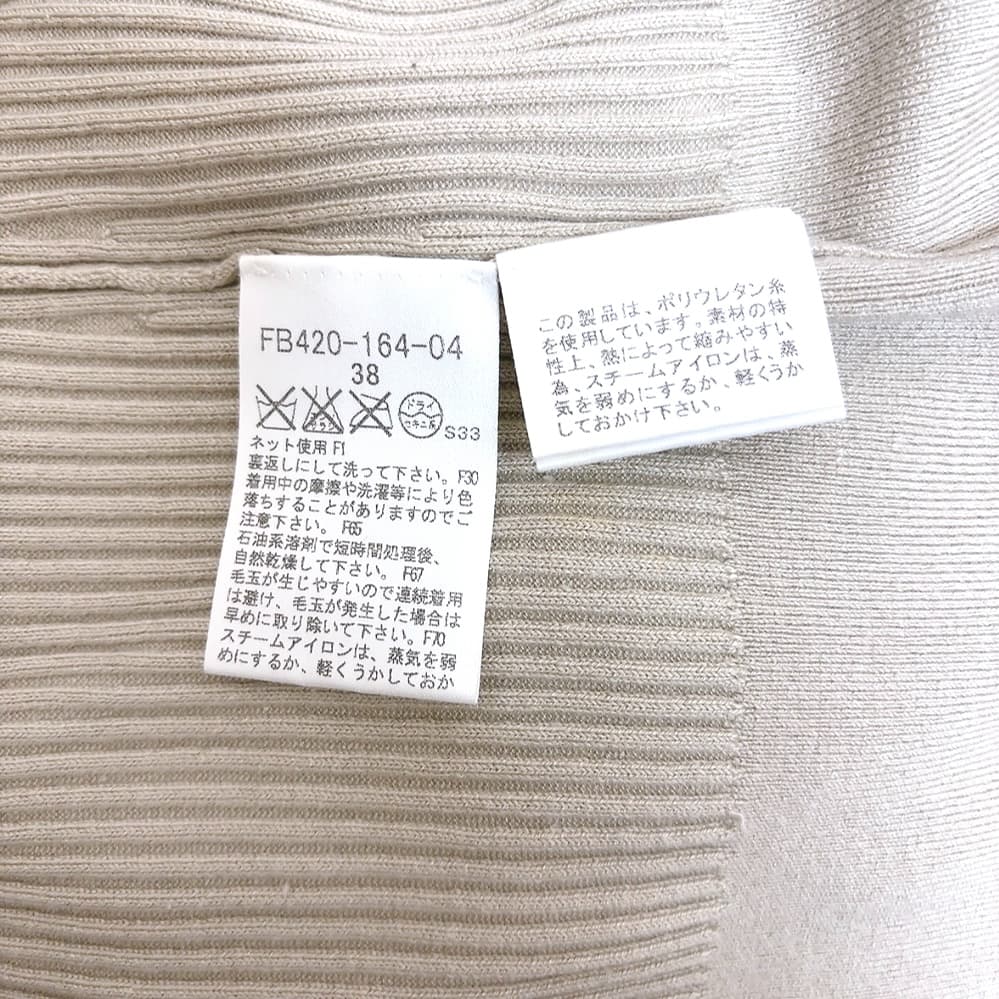 FB420-164-04
38
エンソ
サラシ
ドライ
セキユ系
S33
ネット使用 F1
裏返しにして洗って下さい。F30
着用中の摩擦や洗濯等により色
落ちすることがありますのでご
注意下さい。 F65
石油系溶剤で短時間処理後、
自然乾燥して下さい。 F67
毛玉が生じやすいので連続着用
は避け、毛玉が発生した場合は
早めに取り除いて下さい。F70
スチームアイロンは、蒸気を弱
めにするか、軽くうかしておか
この製品は、ポリウレタン糸
を使用しています。素材の特
性上、蒸によって縮みやすい
為、スチームアイロンは、蒸
気を弱めにするか、軽くうか
しておかけ下さい。